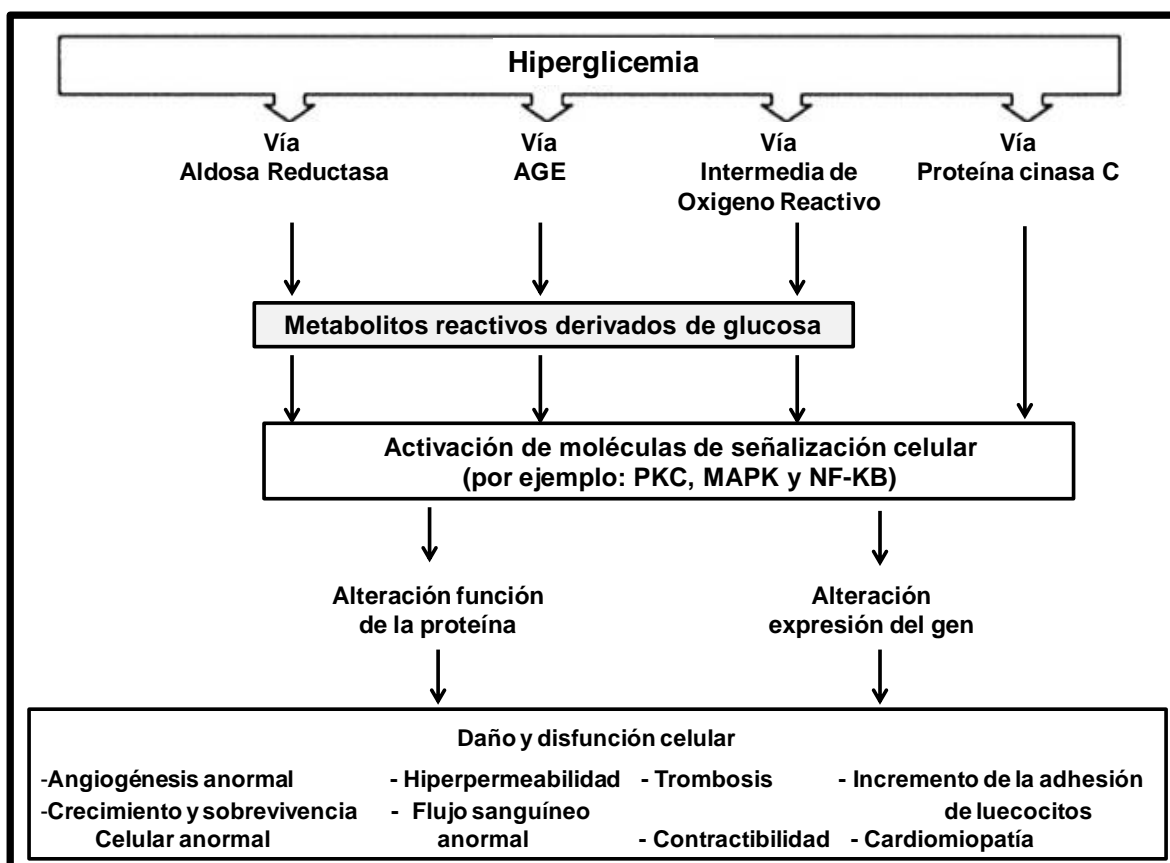 Hiperglicemia
Vía
Aldosa Reductasa
Vía
AGE
Vía
Intermedia de
Oxigeno Reactivo
Vía
Proteína cinasa C
Metabolitos reactivos derivados de glucosa
Activación de moléculas de señalización celular
(por ejemplo: PKC, MAPK y NF-KB)
Alteración función
de la proteína
Alteración
expresión del gen
Daño y disfunción celular
-Angiogénesis anormal
-Crecimiento y sobrevivencia
Celular anormal
- Hiperpermeabilidad
- Flujo sanguíneo
anormal
- Trombosis
- Contractibilidad
- Incremento de la adhesión
de luecocitos
- Cardiomiopatía